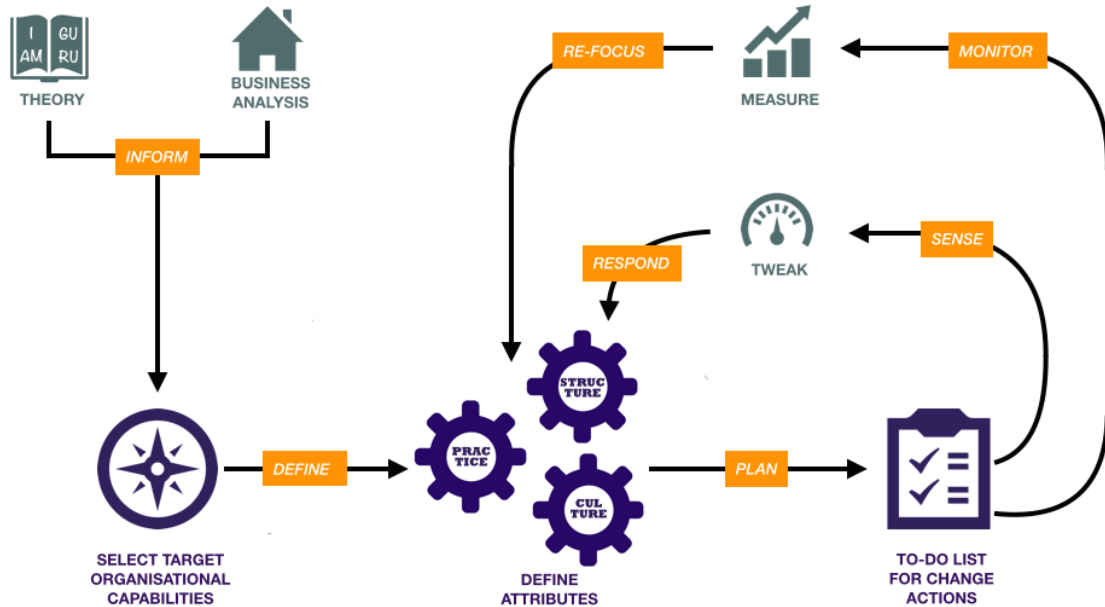 I GU
AM RU
THEORY
BUSINESS
ANALYSIS
INFORM
RE-FOCUS
MEASURE
MONITOR
RESPOND
TWEAK
SENSE
STRUC
TURE
PRAC
TICE
CUL
TURE
DEFINE
PLAN
SELECT TARGET
ORGANISATIONAL
CAPABILITIES
DEFINE
ATTRIBUTES
TO-DO LIST
FOR CHANGE
ACTIONS